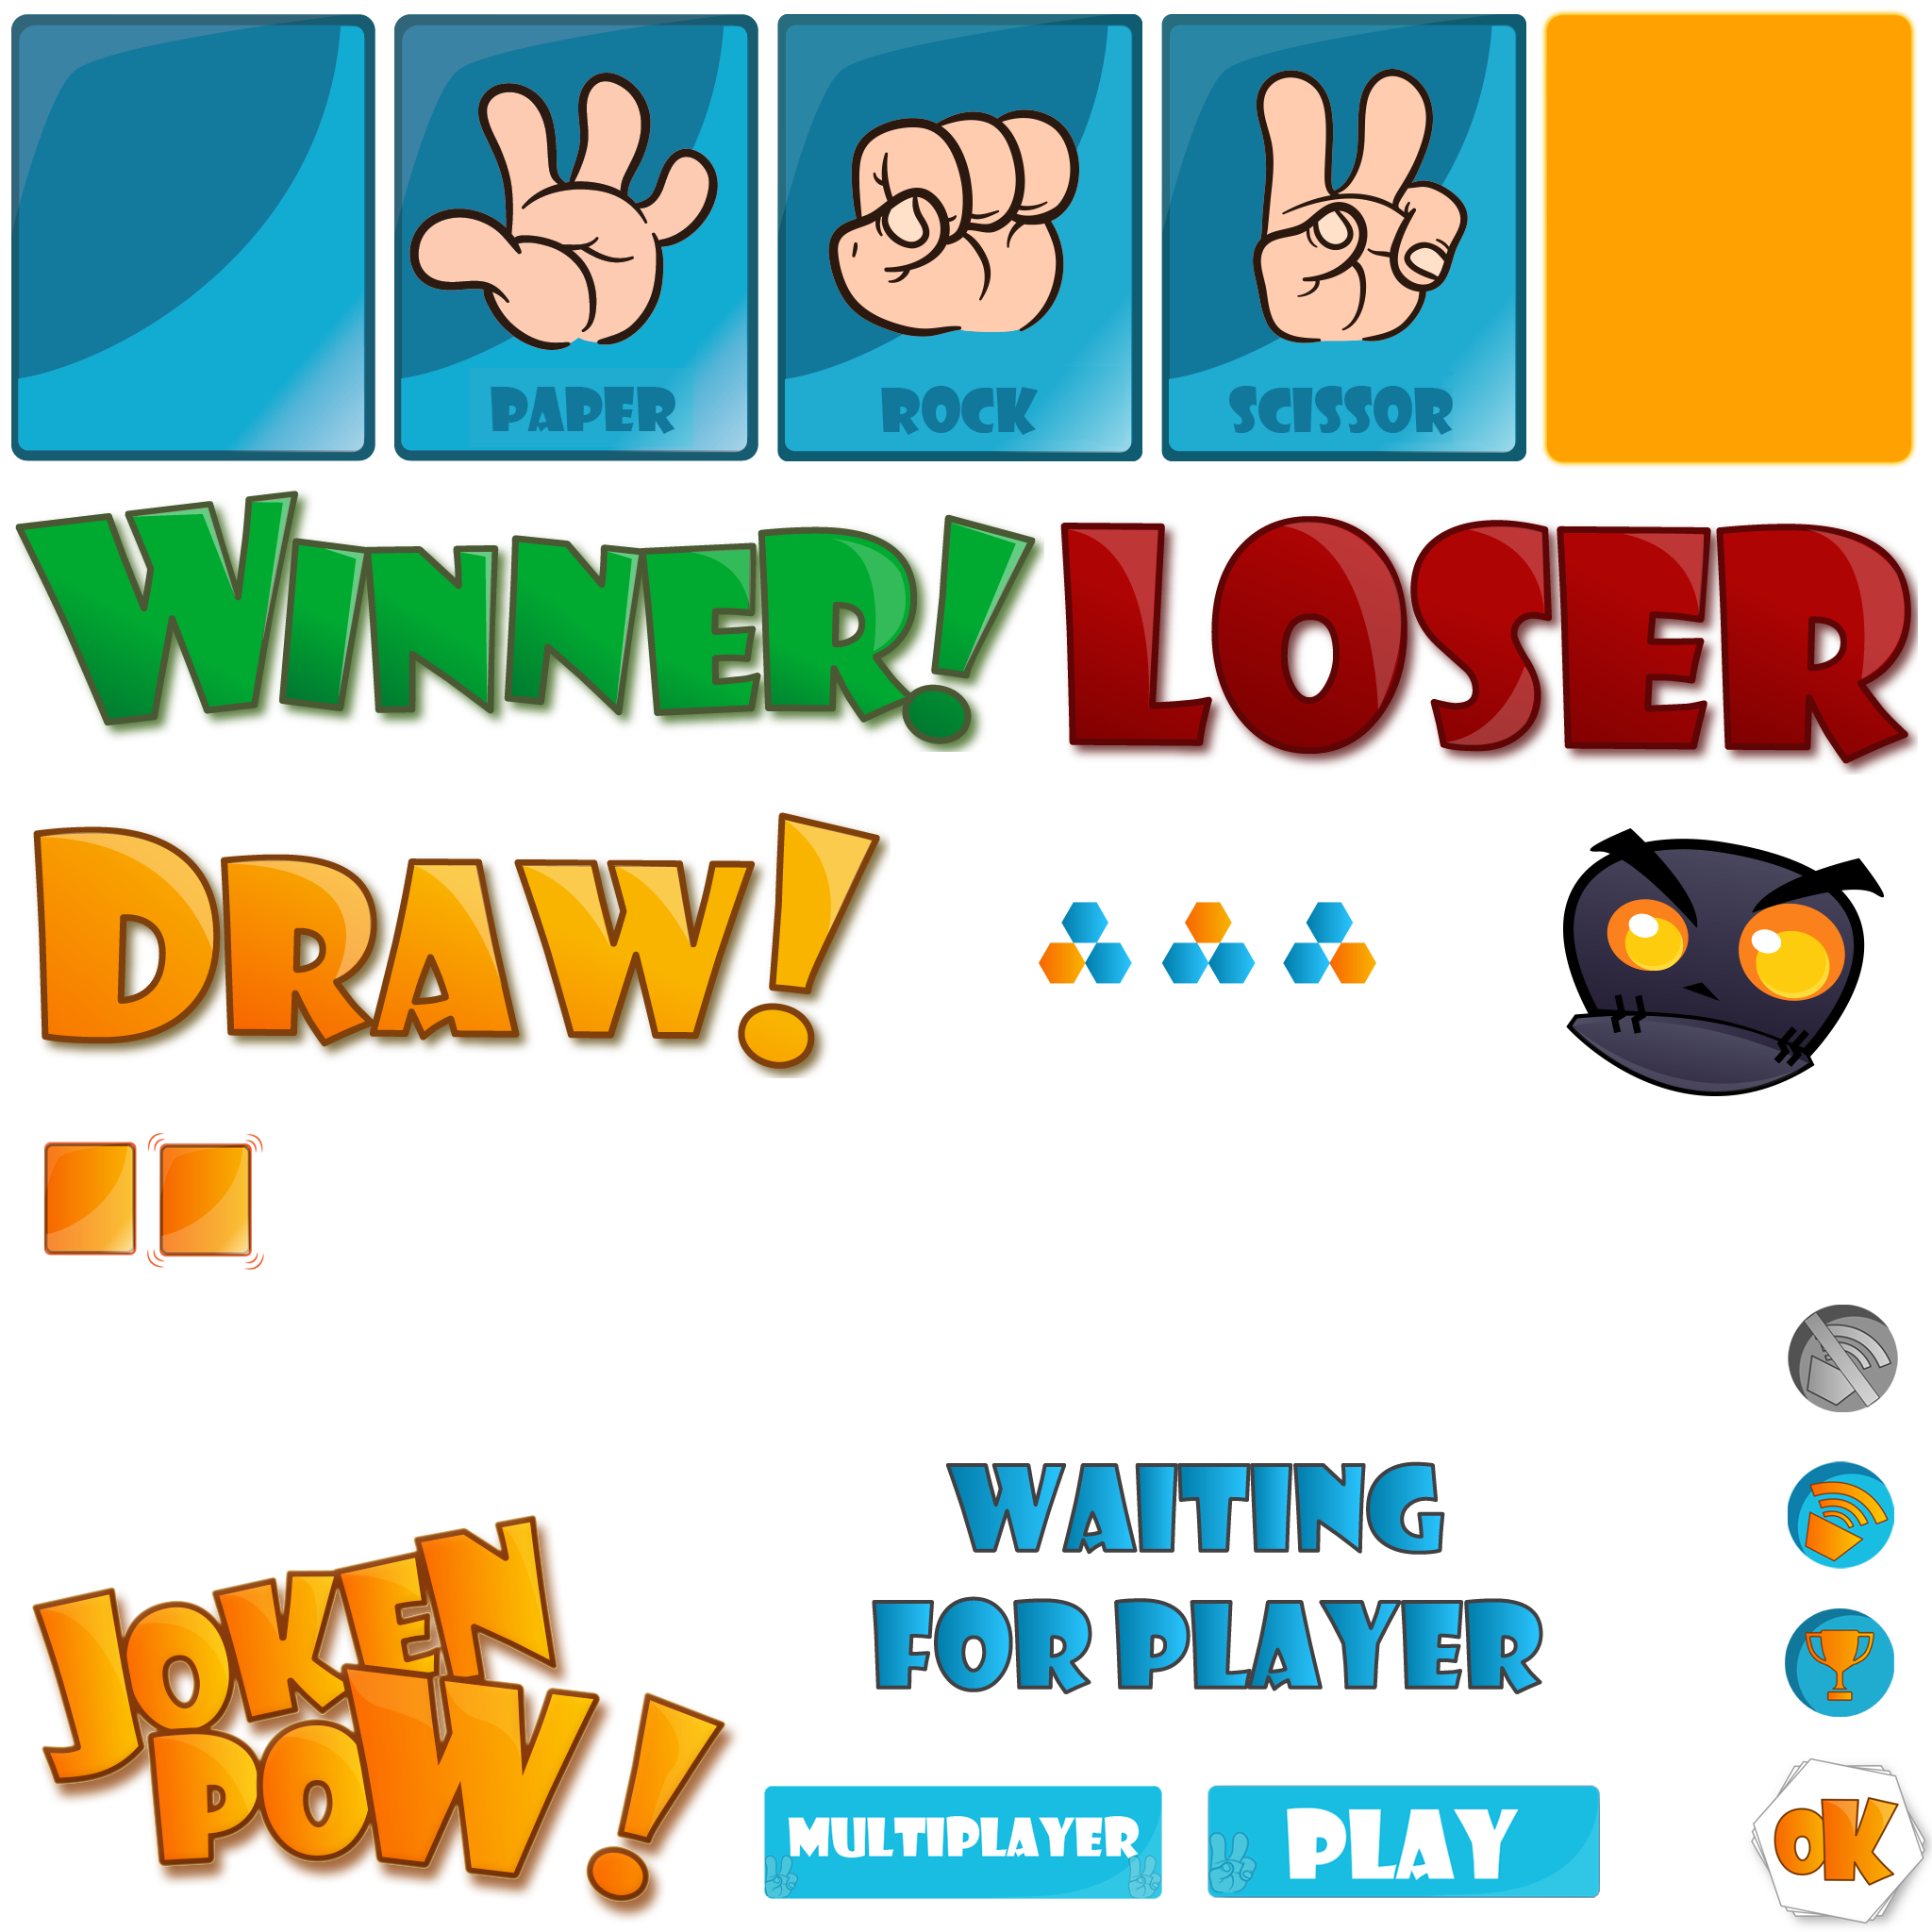 PAPER
ROCK
SCISSOR
WINNER!
LOSER
DRAW!
WAITING
FOR PLAYER
JOKEN
POW!
MULTIPLAYER
PLAY
OK